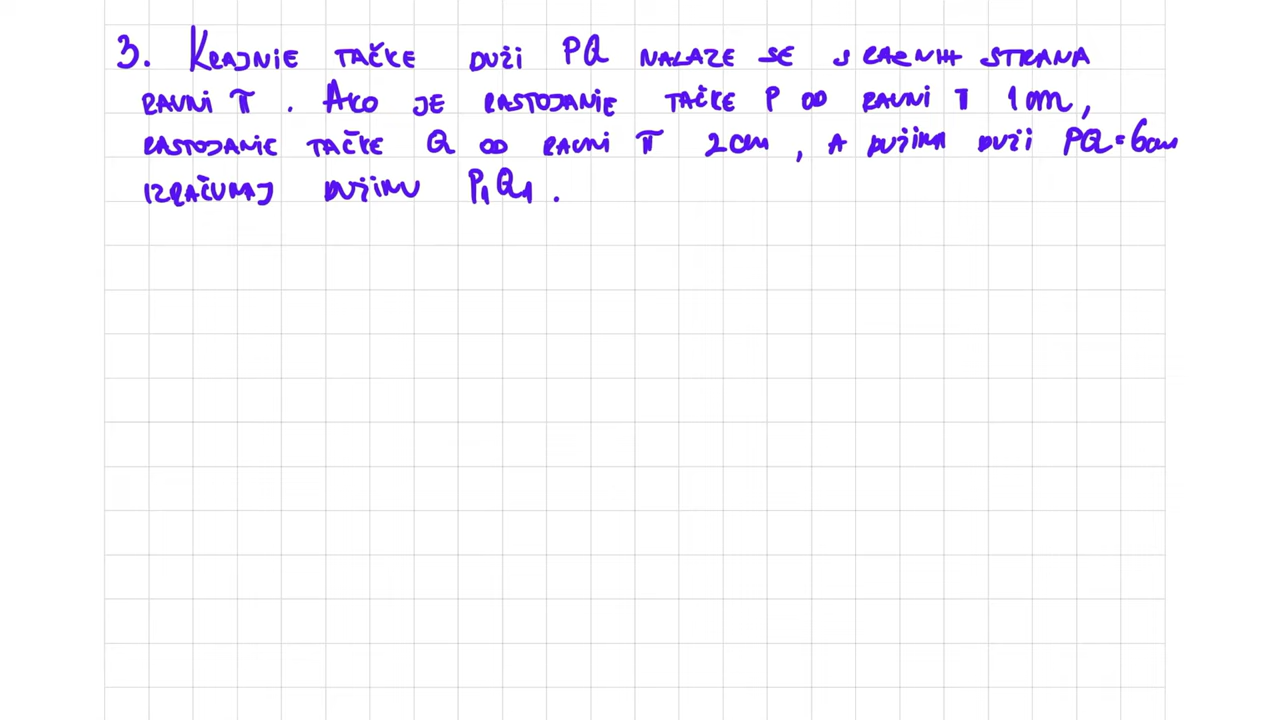 3. KRAJNJE TAČKE DUŽI PQ NALAZE SE S RAZNIH STRANA
RAVNI π. AKO JE RASTOJANJE TAČKE P OD RAVNI π 1cm,
RASTOJANJE TAČKE Q OD RAVNI π 2cm, A DUŽINA DUŽI PQ=6cm
IZRAČUNAJ DUŽINU P₁Q₁.